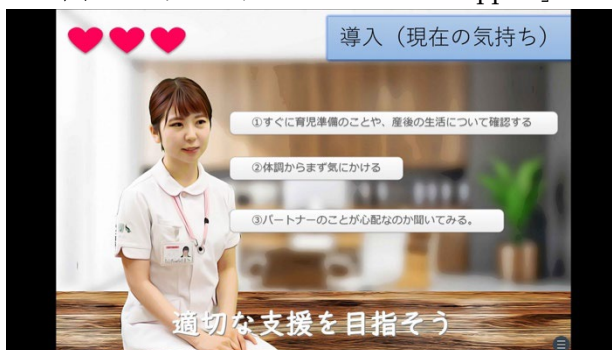 導入（現在の気持ち）
①すぐに育児準備のことや、産後の生活について確認する
②体調からまず気にかける
③パートナーのことが心配なのか聞いてみる。
適切な支援を目指そう